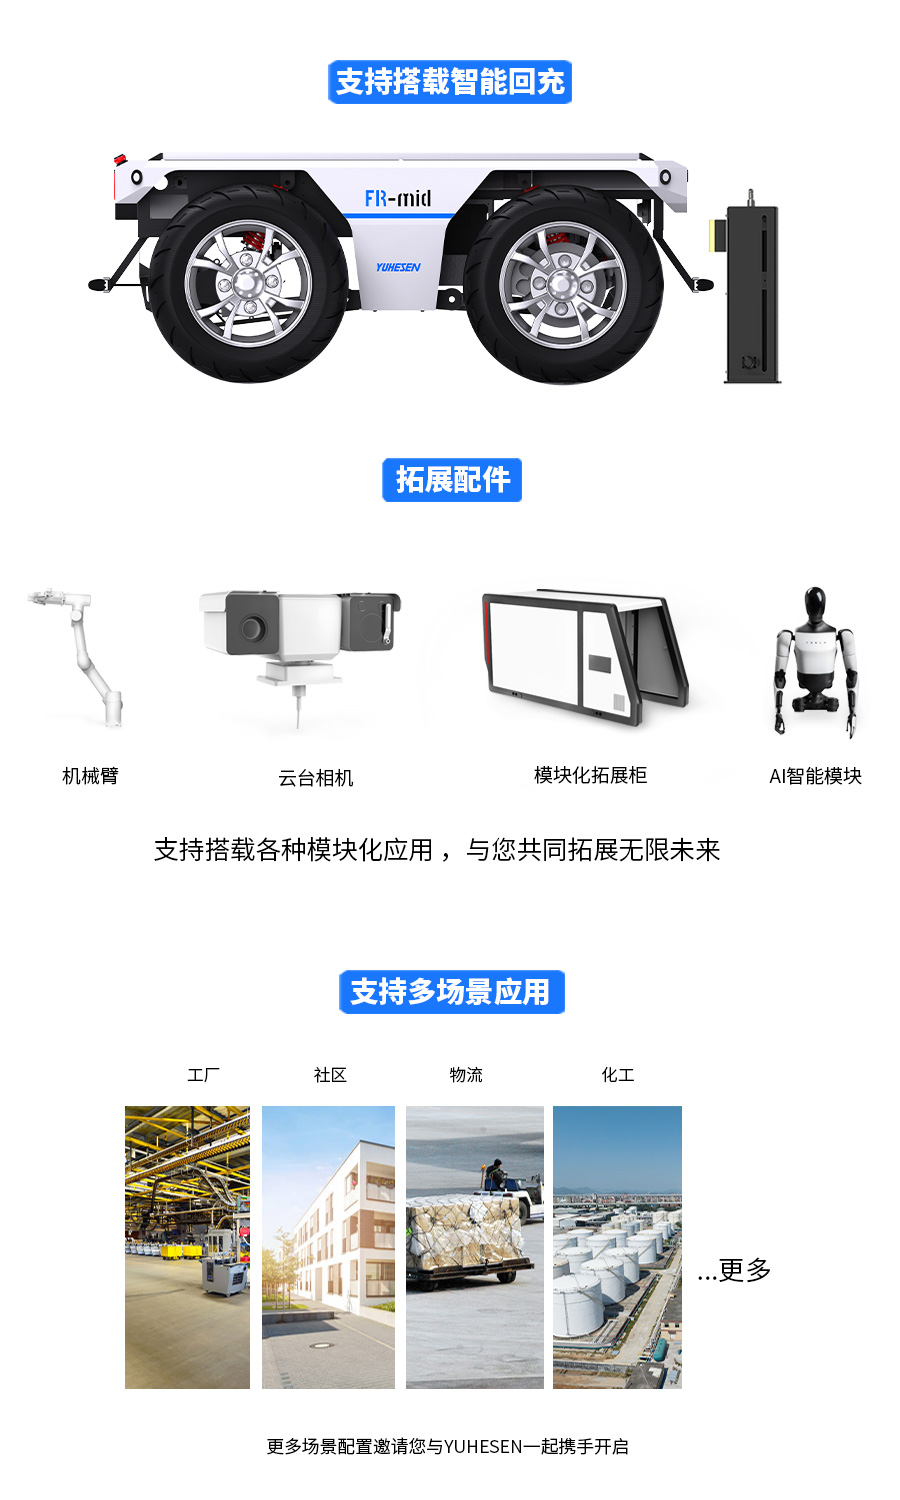 支持搭载智能回充
FR-mid
YUHESEN
拓展配件
TESLA
机械臂
云台相机
模块化拓展柜
AI智能模块
支持搭载各种模块化应用，与您共同拓展无限未来
支持多场景应用
工厂
社区
物流
化工
...更多
更多场景配置邀请您与YUHESEN一起携手开启